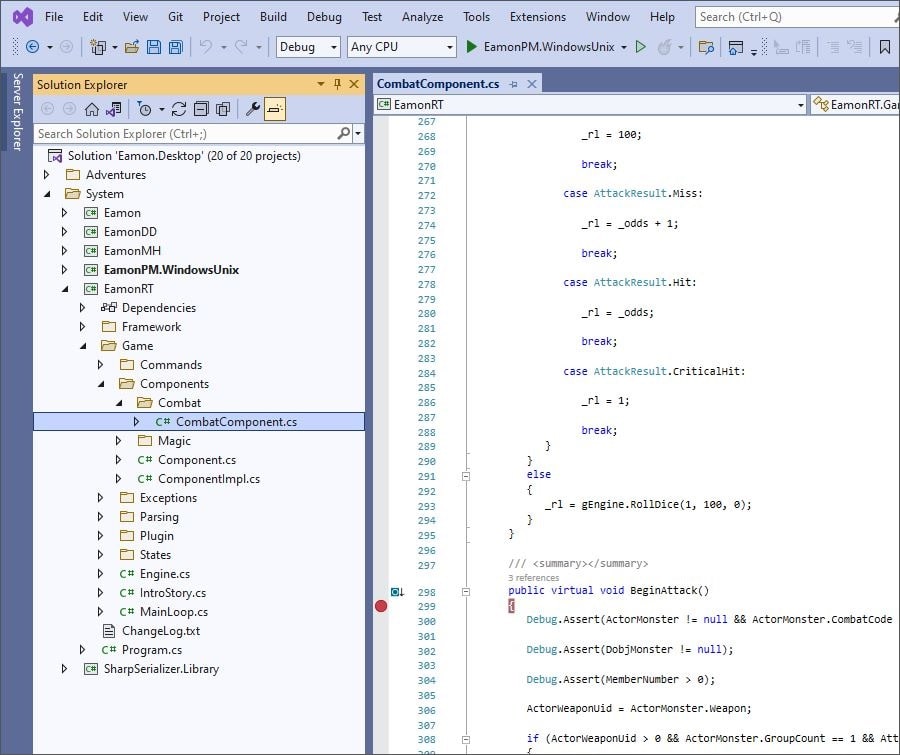 File Edit View Git Project Build Debug Test Analyze Tools Extensions Window Help Search (Ctrl+Q)
Debug Any CPU EamonPM.WindowsUnix
Server Explorer
Solution Explorer
Search Solution Explorer (Ctrl+;)
Solution 'Eamon.Desktop' (20 of 20 projects)
Adventures
System
C# Eamon
C# EamonDD
C# EamonMH
C# EamonPM.WindowsUnix
C# EamonRT
Dependencies
Framework
Game
Commands
Components
Combat
C# CombatComponent.cs
Magic
C# Component.cs
C# ComponentImpl.cs
Exceptions
Parsing
Plugin
States
C# Engine.cs
C# IntroStory.cs
C# MainLoop.cs
ChangeLog.txt
C# Program.cs
C# SharpSerializer.Library
CombatComponent.cs
C# EamonRT EamonRT.Gar
267
268 _rl = 100;
269
270 break;
271
272 case AttackResult.Miss:
273
274 _rl = _odds + 1;
275
276 break;
277
278 case AttackResult.Hit:
279
280 _rl = _odds;
281
282 break;
283
284 case AttackResult.CriticalHit:
285
286 _rl = 1;
287
288 break;
289 }
290 }
291 else
292 {
293 _rl = gEngine.RollDice(1, 100, 0);
294 }
295 }
296
297 /// <summary></summary>
3 references
298 public virtual void BeginAttack()
299 {
300 Debug.Assert(ActorMonster != null && ActorMonster.CombatCode
301
302 Debug.Assert(DobjMonster != null);
303
304 Debug.Assert(MemberNumber > 0);
305
306 ActorWeaponUid = ActorMonster.Weapon;
307
308 if (ActorWeaponUid > 0 && ActorMonster.GroupCount == 1 && Att
309 {